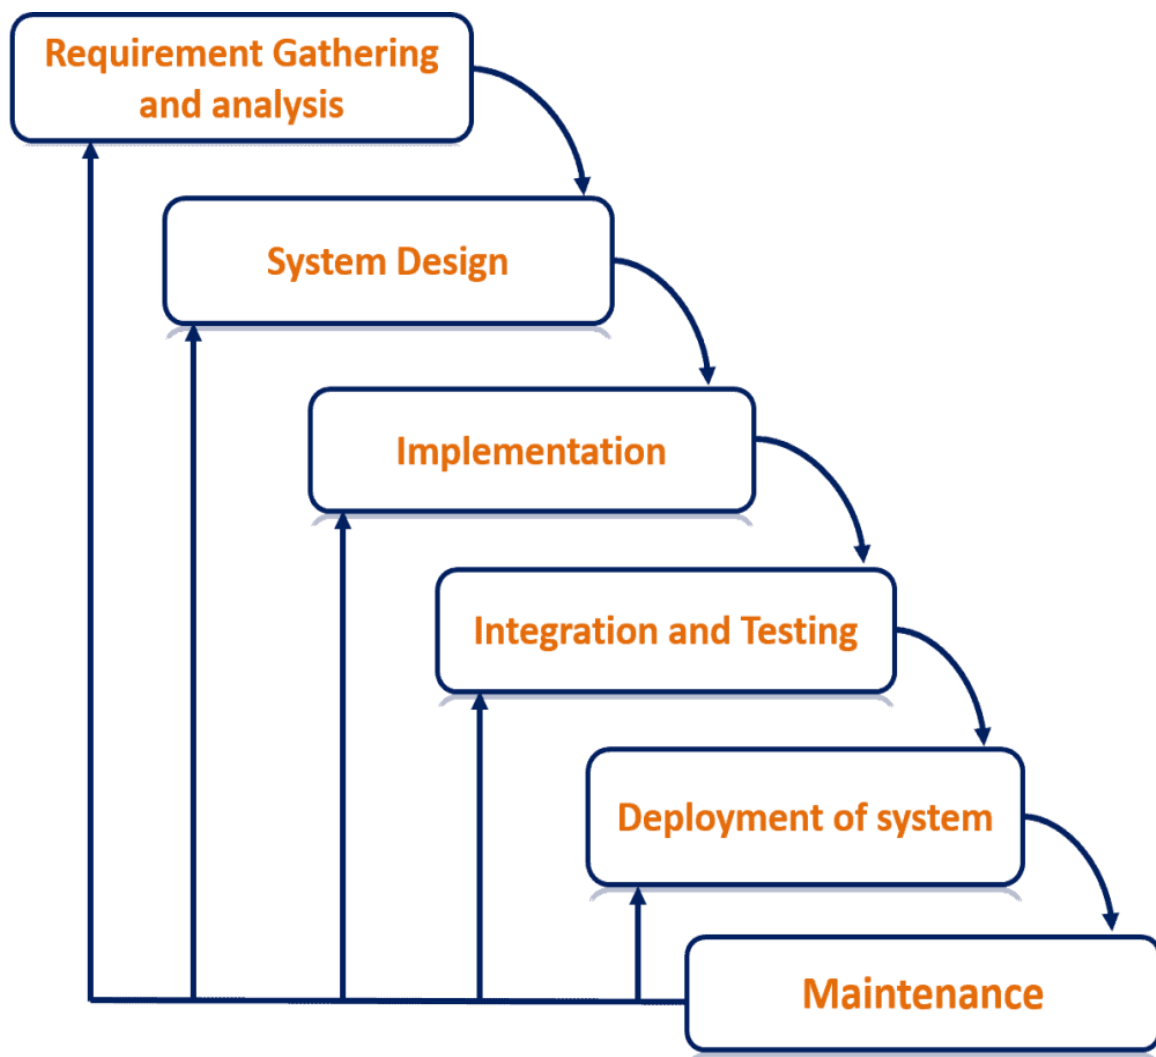 Requirement Gathering
and analysis
System Design
Implementation
Integration and Testing
Deployment of system
Maintenance